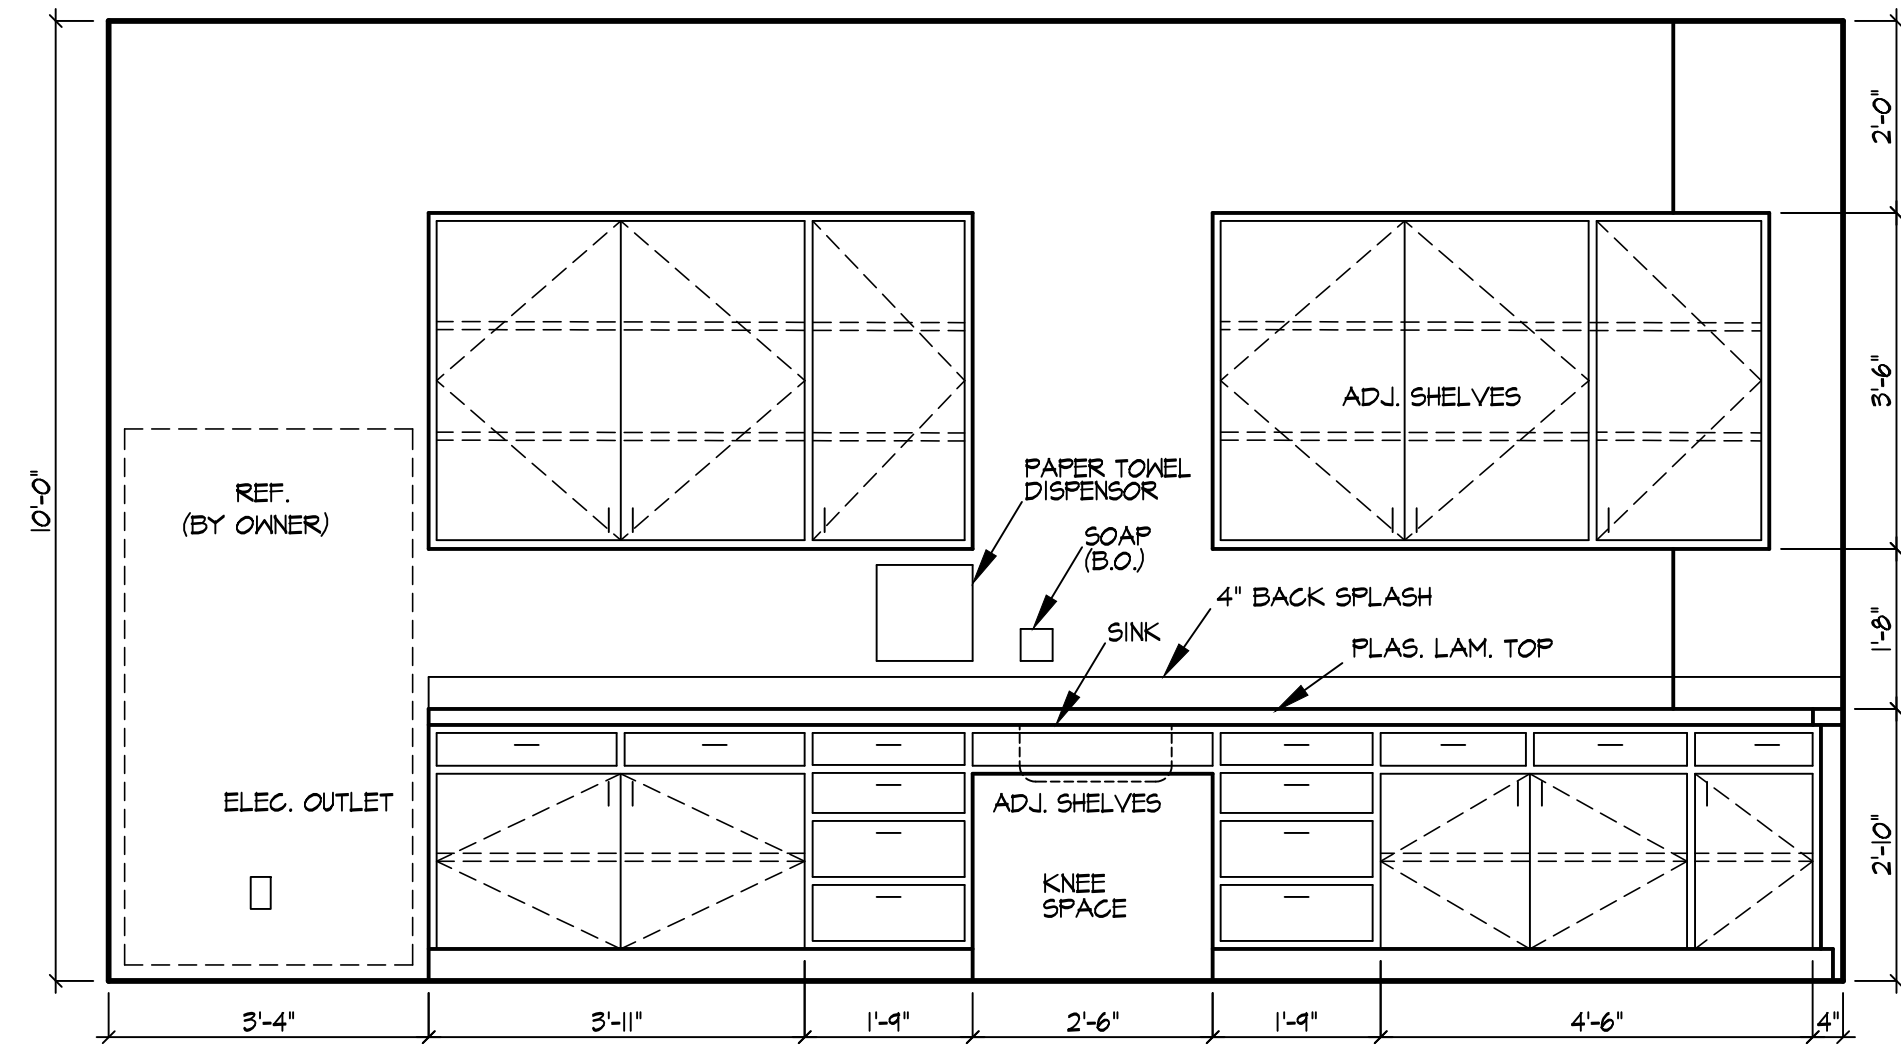 2'-0"
3'-6"
ADJ. SHELVES
10'-0"
REF.
(BY OWNER)
PAPER TOWEL
DISPENSOR
SOAP
(B.O.)
4" BACK SPLASH
SINK
PLAS. LAM. TOP
1'-8"
ELEC. OUTLET
ADJ. SHELVES
2'-10"
KNEE
SPACE
3'-4"
3'-11"
1'-9"
2'-6"
1'-9"
4'-6"
4"